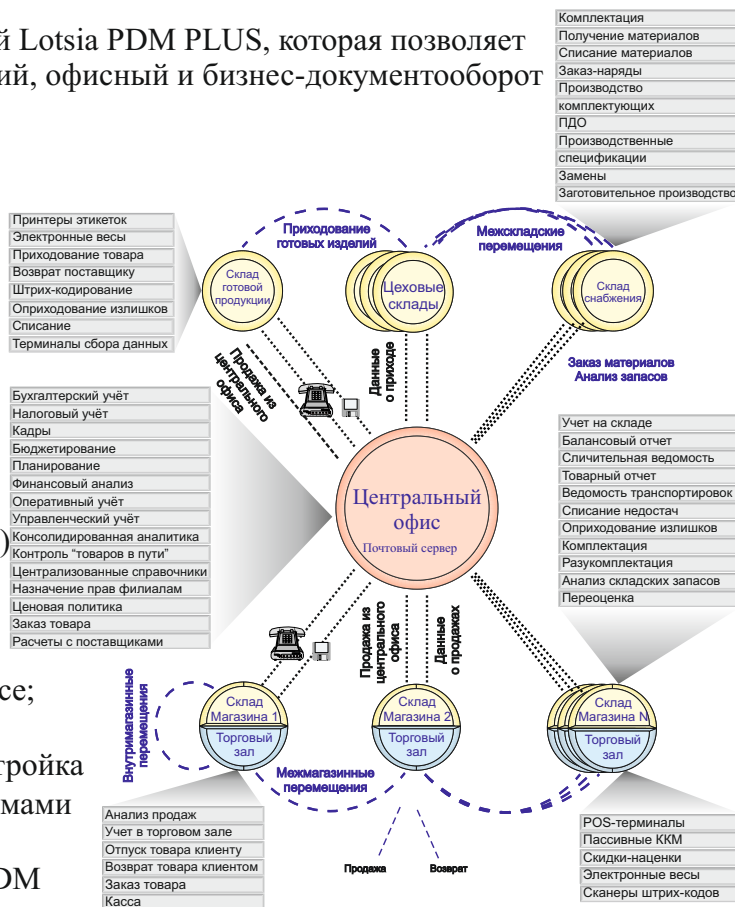 й Lotsia PDM PLUS, которая позволяет
ий, офисный и бизнес-документооборот
Комплектация
Получение материалов
Списание материалов
Заказ-наряды
Производство
комплектующих
ПДО
Производственные
спецификации
Замены
Заготовительное производство
Принтеры этикеток
Электронные весы
Приходование товара
Возврат поставщику
Штрих-кодирование
Оприходование излишков
Списание
Терминалы сбора данных
Приходование
готовых изделий
Межскладские
перемещения
Склад
готовой
продукции
Цеховые
склады
Склад
снабжения
Продажа из
центрального
офиса
Данные
о приходе
Заказ материалов
Анализ запасов
Бухгалтерский учёт
Налоговый учёт
Кадры
Бюджетирование
Планирование
Финансовый анализ
Оперативный учёт
Управленческий учёт
Консолидированная аналитика
Контроль “товаров в пути”
Централизованные справочники
Назначение прав филиалам
Ценовая политика
Заказ товара
Расчеты с поставщиками
)
Центральный
офис
Почтовый сервер
Учет на складе
Балансовый отчет
Сличительная ведомость
Товарный отчет
Ведомость транспортировок
Списание недостач
Оприходование излишков
Комплектация
Разукомплектация
Анализ складских запасов
Переоценка
Продажа из
центрального
офиса
Данные
о продажах
се;
тройка
мами
DM
Внутримагазинные
перемещения
Склад
Магазина 1
Торговый
зал
Склад
Магазина 2
Торговый
зал
Склад
Магазина N
Торговый
зал
Межмагазинные
перемещения
Анализ продаж
Учет в торговом зале
Отпуск товара клиенту
Возврат товара клиентом
Заказ товара
Касса
Продажа
Возврат
POS-терминалы
Пассивные ККМ
Скидки-наценки
Электронные весы
Сканеры штрих-кодов